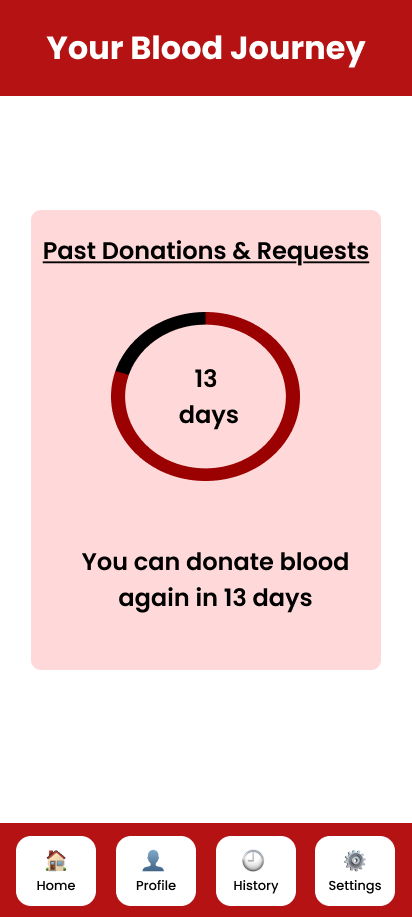 Your Blood Journey
Past Donations & Requests
13
days
You can donate blood
again in 13 days
Home
Profile
History
Settings